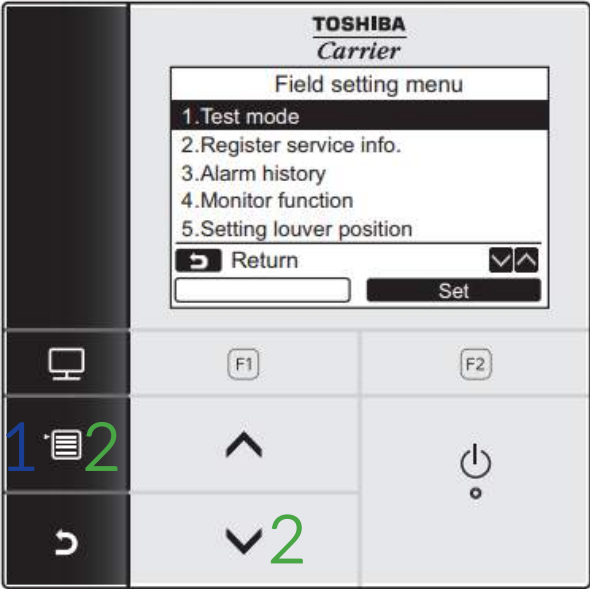 TOSHIBA
Carrier
Field setting menu
1.Test mode
2.Register service info.
3.Alarm history
4.Monitor function
5.Setting louver position
Return
Set
F1 F2
1 2
2